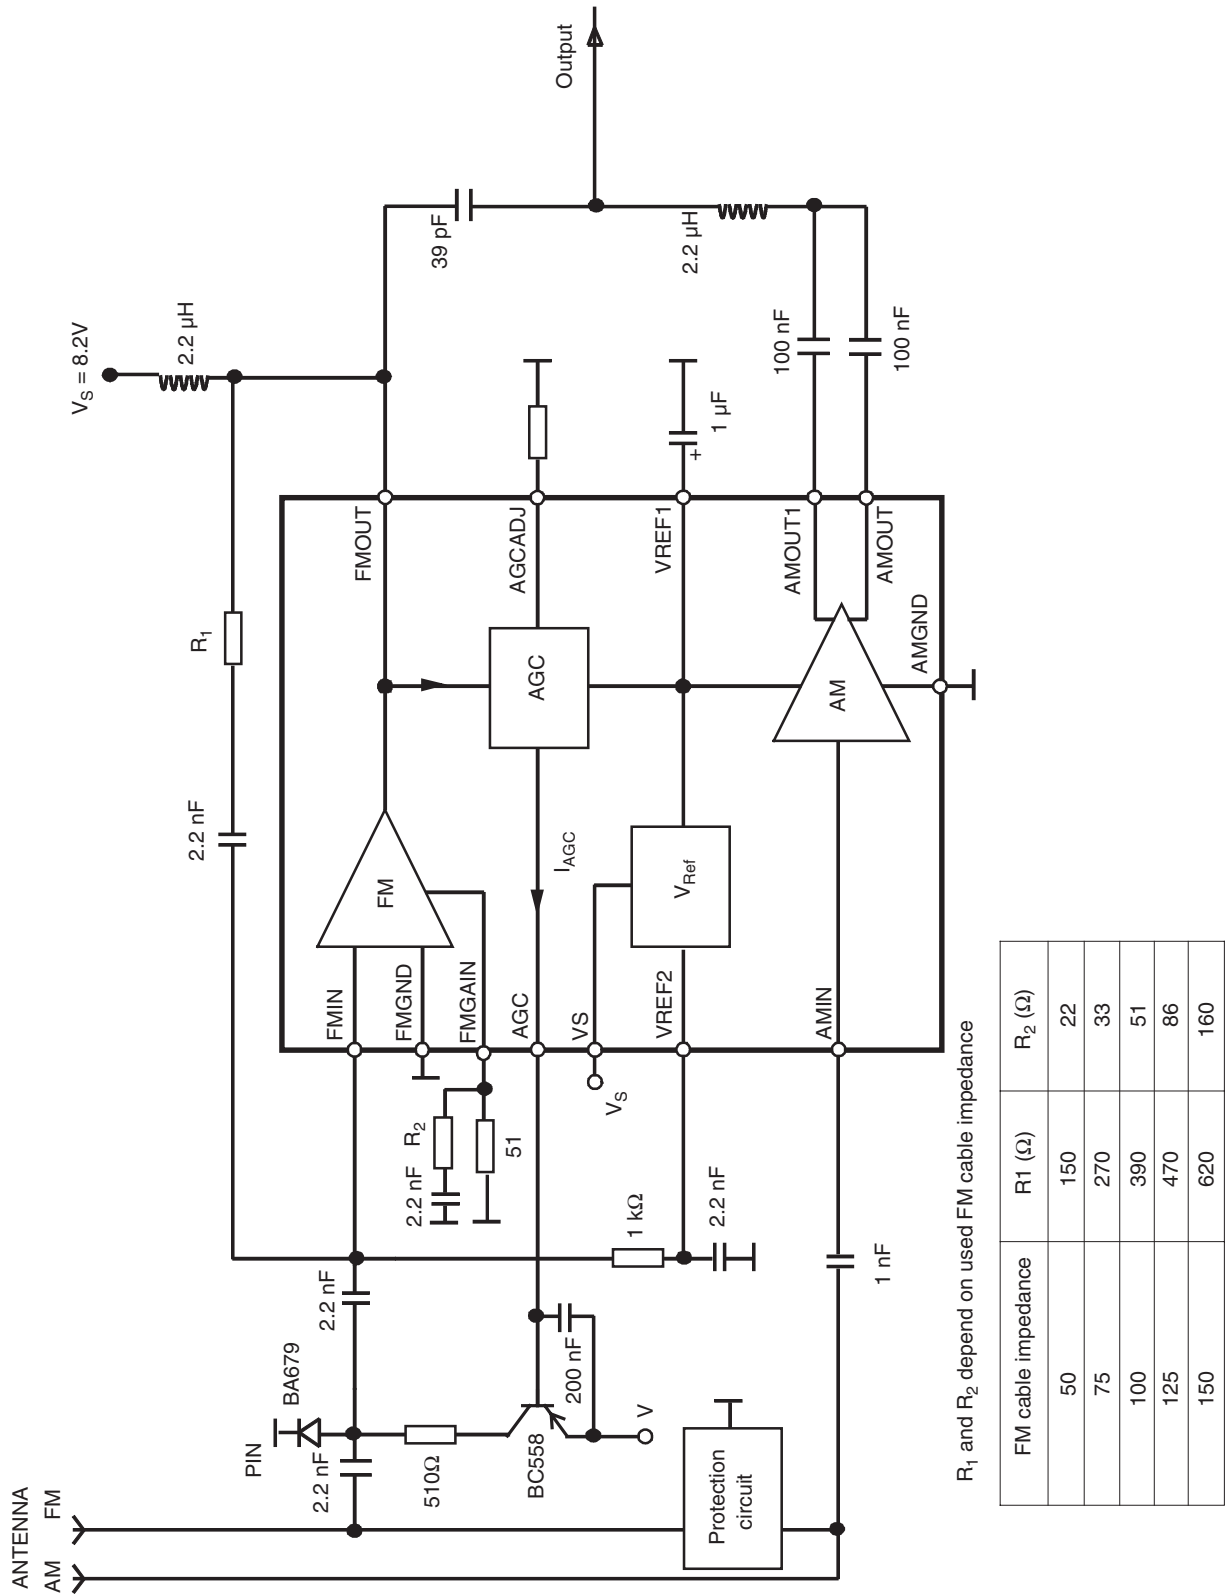 ANTENNA
AM
FM
PIN
BA679
2.2 nF
2.2 nF
510Ω
BC558
200 nF
V
Protection
circuit
2.2 nF
R₁
V_S = 8.2V
2.2 µH
2.2 nF
R₂
51
1 kΩ
2.2 nF
1 nF
FMIN
FMGND
FMGAIN
AGC
VS
V_S
VREF2
AMIN
FM
AGC
I_AGC
V_Ref
AM
FMOUT
AGCADJ
VREF1
AMOUT1
AMOUT
AMGND
39 pF
+
1 µF
2.2 µH
100 nF
100 nF
Output
R₁ and R₂ depend on used FM cable impedance
FM cable impedance R1 (Ω) R₂ (Ω)
50 150 22
75 270 33
100 390 51
125 470 86
150 620 160